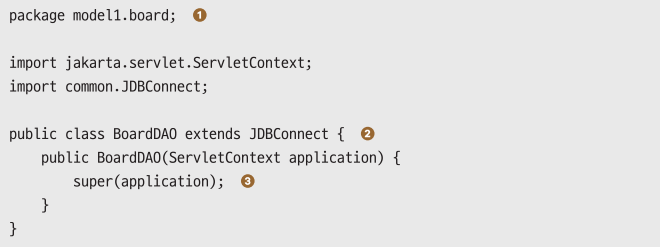 package model1.board; ❶
import jakarta.servlet.ServletContext;
import common.JDBConnect;
public class BoardDAO extends JDBConnect { ❷
    public BoardDAO(ServletContext application) {
        super(application); ❸
    }
}